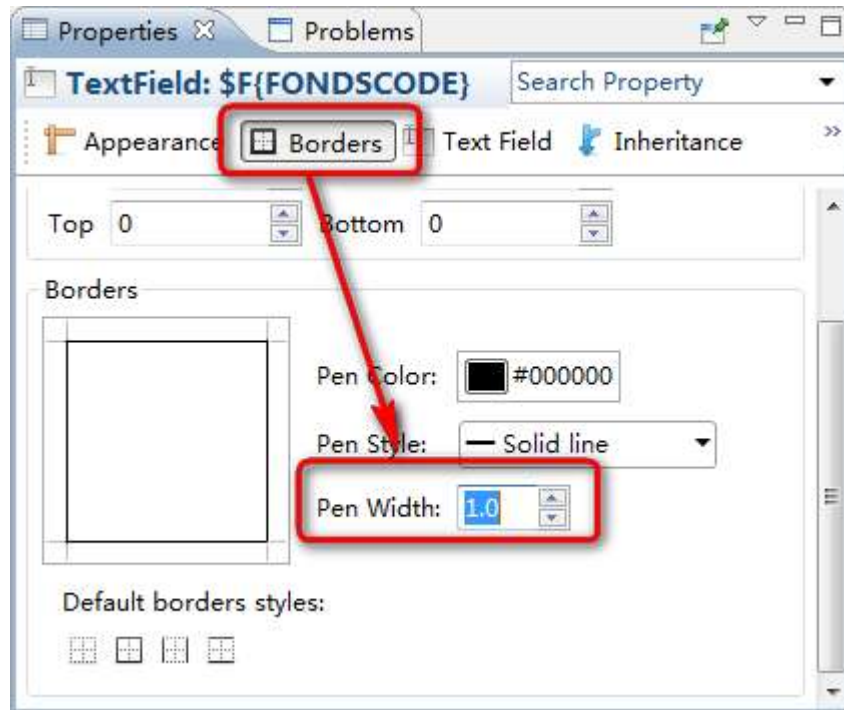 Properties Problems
TextField: $F{FONDSCODE} Search Property
Appearance Borders Text Field Inheritance »
Top 0 Bottom 0
Borders
Pen Color: #000000
Pen Style: Solid line
Pen Width: 1.0
Default borders styles: